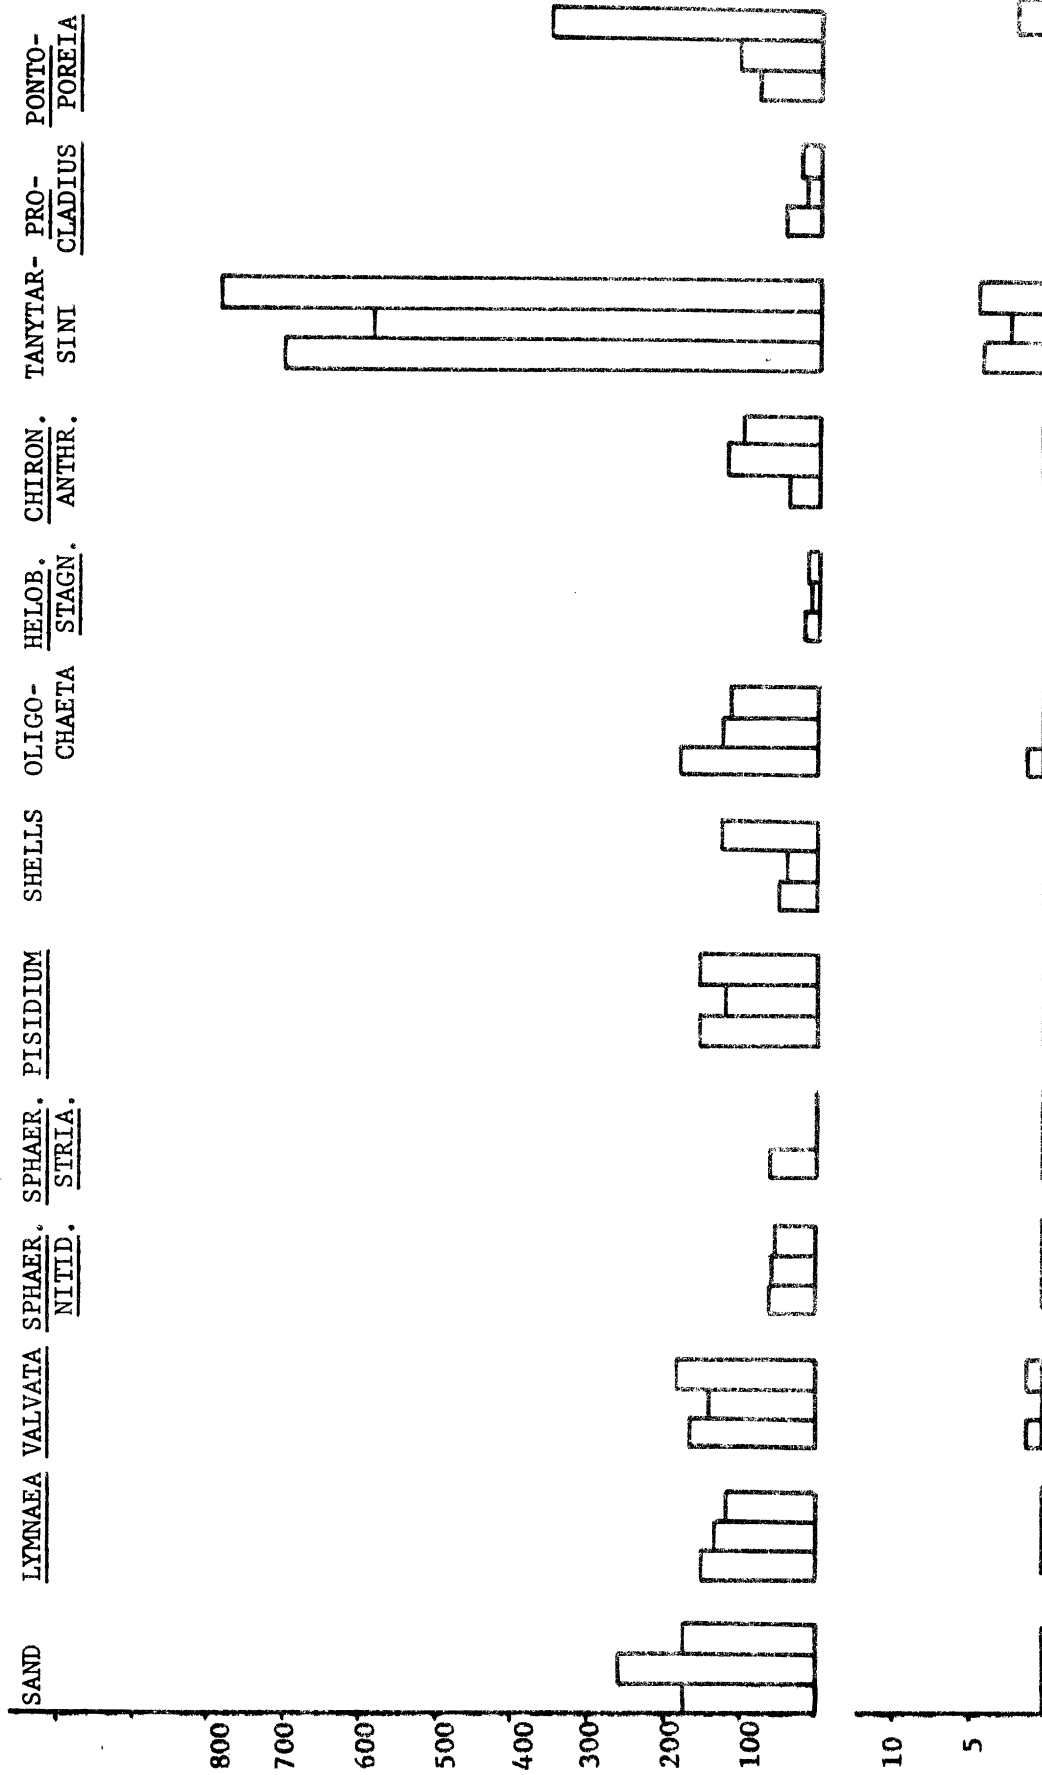 SAND
LYMNAEA
VALVATA
SPHAER.
NITID.
SPHAER.
STRIA.
PISIDIUM
SHELLS
OLIGO-
CHAETA
HELOB.
STAGN.
CHIRON.
ANTHR.
TANYTAR-
SINI
PRO-
CLADIUS
PONTO-
POREIA
800
700
600
500
400
300
200
100
10
5